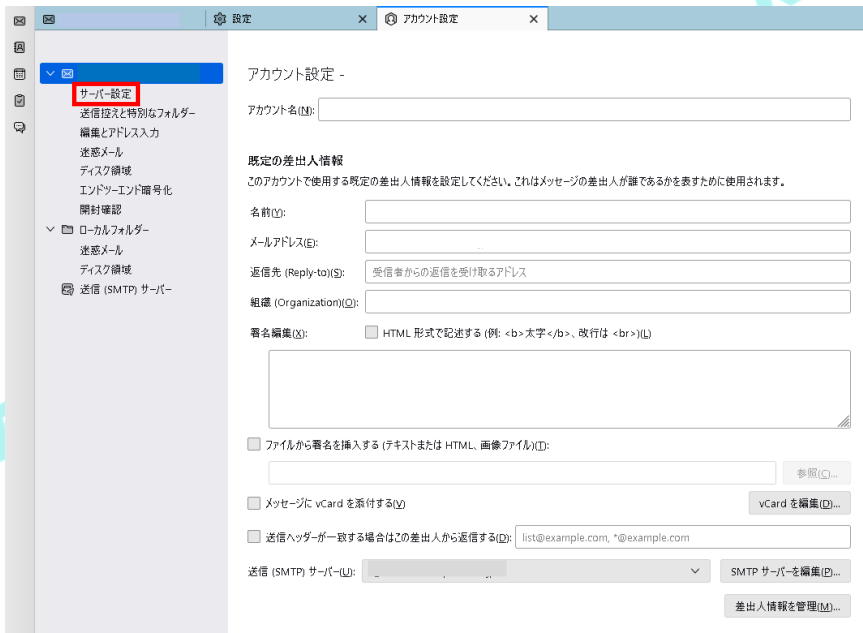 設定
アカウント設定
サーバー設定
送信控えと特別なフォルダー
編集とアドレス入力
迷惑メール
ディスク領域
エンドツーエンド暗号化
開封確認
ローカルフォルダー
迷惑メール
ディスク領域
送信 (SMTP) サーバー
アカウント設定 -
アカウント名(N):
既定の差出人情報
このアカウントで使用する既定の差出人情報を設定してください。これはメッセージの差出人が誰であるかを表すために使用されます。
名前(Y):
メールアドレス(E):
返信先 (Reply-to)(S): 受信者からの返信を受け取るアドレス
組織 (Organization)(O):
署名編集(X): HTML 形式で記述する (例: <b>太字</b>、改行は <br>)(L)
ファイルから署名を挿入する (テキストまたは HTML、画像ファイル)(T):
参照(C)...
メッセージに vCard を添付する(V) vCard を編集(D)...
送信ヘッダーが一致する場合はこの差出人から返信する(D): list@example.com, *@example.com
送信 (SMTP) サーバー(U): SMTP サーバーを編集(P)...
差出人情報を管理(M)...